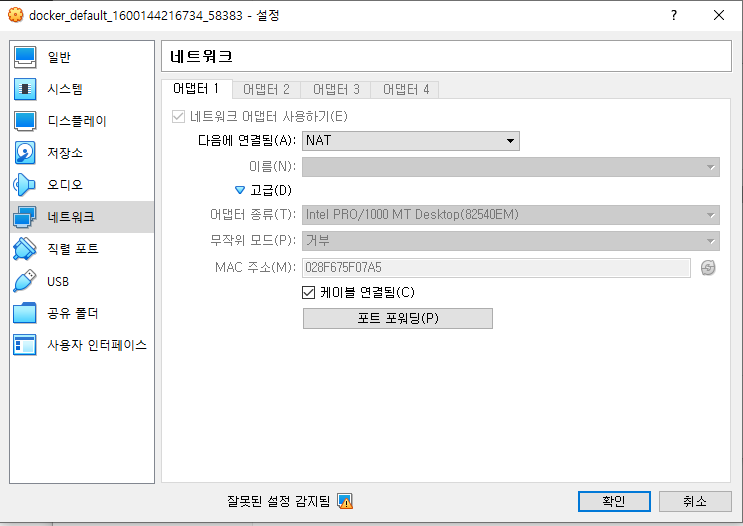 docker_default_1600144216734_58383 - 설정
?
일반
시스템
디스플레이
저장소
오디오
네트워크
직렬 포트
USB
공유 폴더
사용자 인터페이스
네트워크
어댑터 1 어댑터 2 어댑터 3 어댑터 4
네트워크 어댑터 사용하기(E)
다음에 연결됨(A): NAT
이름(N):
고급(D)
어댑터 종류(T): Intel PRO/1000 MT Desktop(82540EM)
무작위 모드(P): 거부
MAC 주소(M): 028F675F07A5
케이블 연결됨(C)
포트 포워딩(P)
잘못된 설정 감지됨
확인 취소